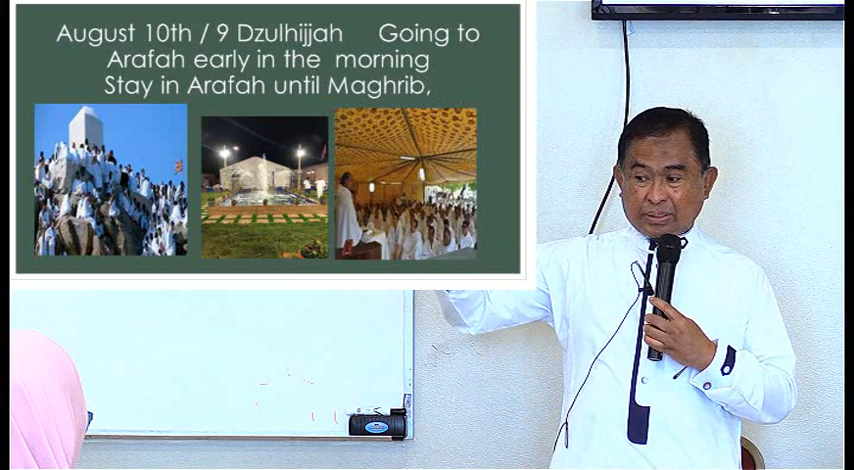 August 10th / 9 Dzulhijjah Going to
Arafah early in the morning
Stay in Arafah until Maghrib,